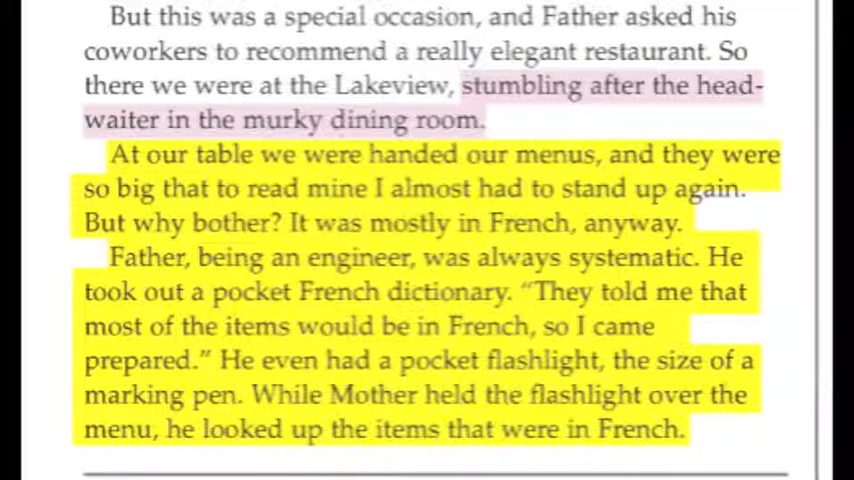 But this was a special occasion, and Father asked his
coworkers to recommend a really elegant restaurant. So
there we were at the Lakeview, stumbling after the head-
waiter in the murky dining room.
At our table we were handed our menus, and they were
so big that to read mine I almost had to stand up again.
But why bother? It was mostly in French, anyway.
Father, being an engineer, was always systematic. He
took out a pocket French dictionary. “They told me that
most of the items would be in French, so I came
prepared.” He even had a pocket flashlight, the size of a
marking pen. While Mother held the flashlight over the
menu, he looked up the items that were in French.